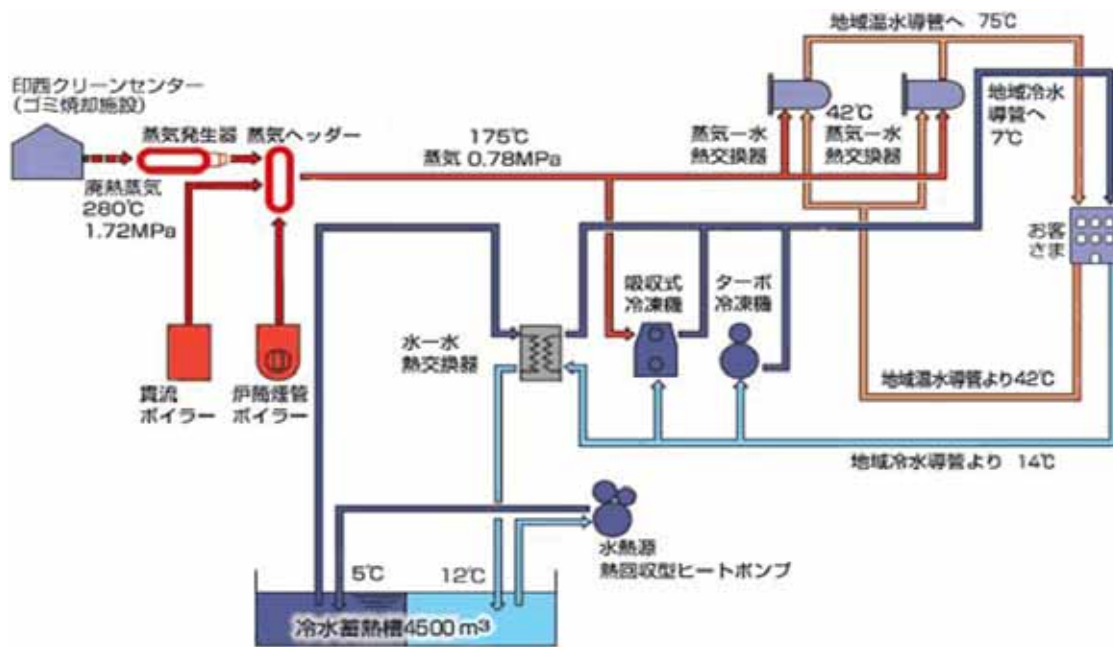 地域温水導管へ 75℃
印西クリーンセンター
(ゴミ焼却施設)
蒸気発生器
蒸気ヘッダー
175℃
蒸気 0.78MPa
42℃
蒸気ー水
熱交換器
蒸気ー水
熱交換器
地域冷水
導管へ
7℃
廃熱蒸気
280℃
1.72MPa
お客
さま
吸収式
冷凍機
ターボ
冷凍機
水ー水
熱交換器
貫流
ボイラー
炉筒煙管
ボイラー
地域温水導管より42℃
地域冷水導管より 14℃
水熱源
熱回収型ヒートポンプ
5℃
12℃
冷水蓄熱槽4500m³